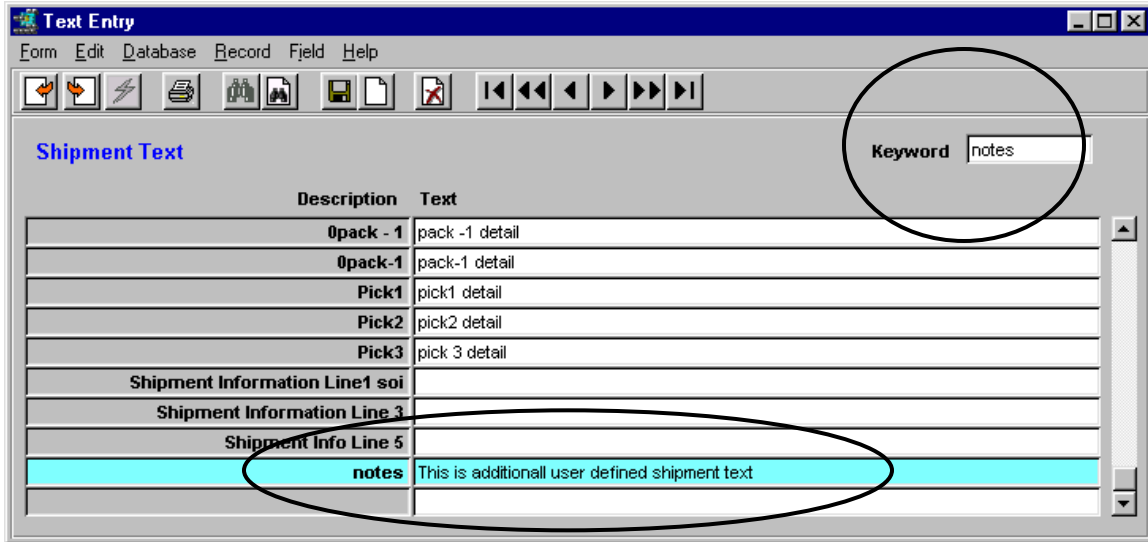 Text Entry
Form Edit Database Record Field Help
Shipment Text Keyword notes
Description Text
0pack - 1 pack -1 detail
0pack-1 pack-1 detail
Pick1 pick1 detail
Pick2 pick2 detail
Pick3 pick 3 detail
Shipment Information Line1 soi
Shipment Information Line 3
Shipment Info Line 5
notes This is additionall user defined shipment text